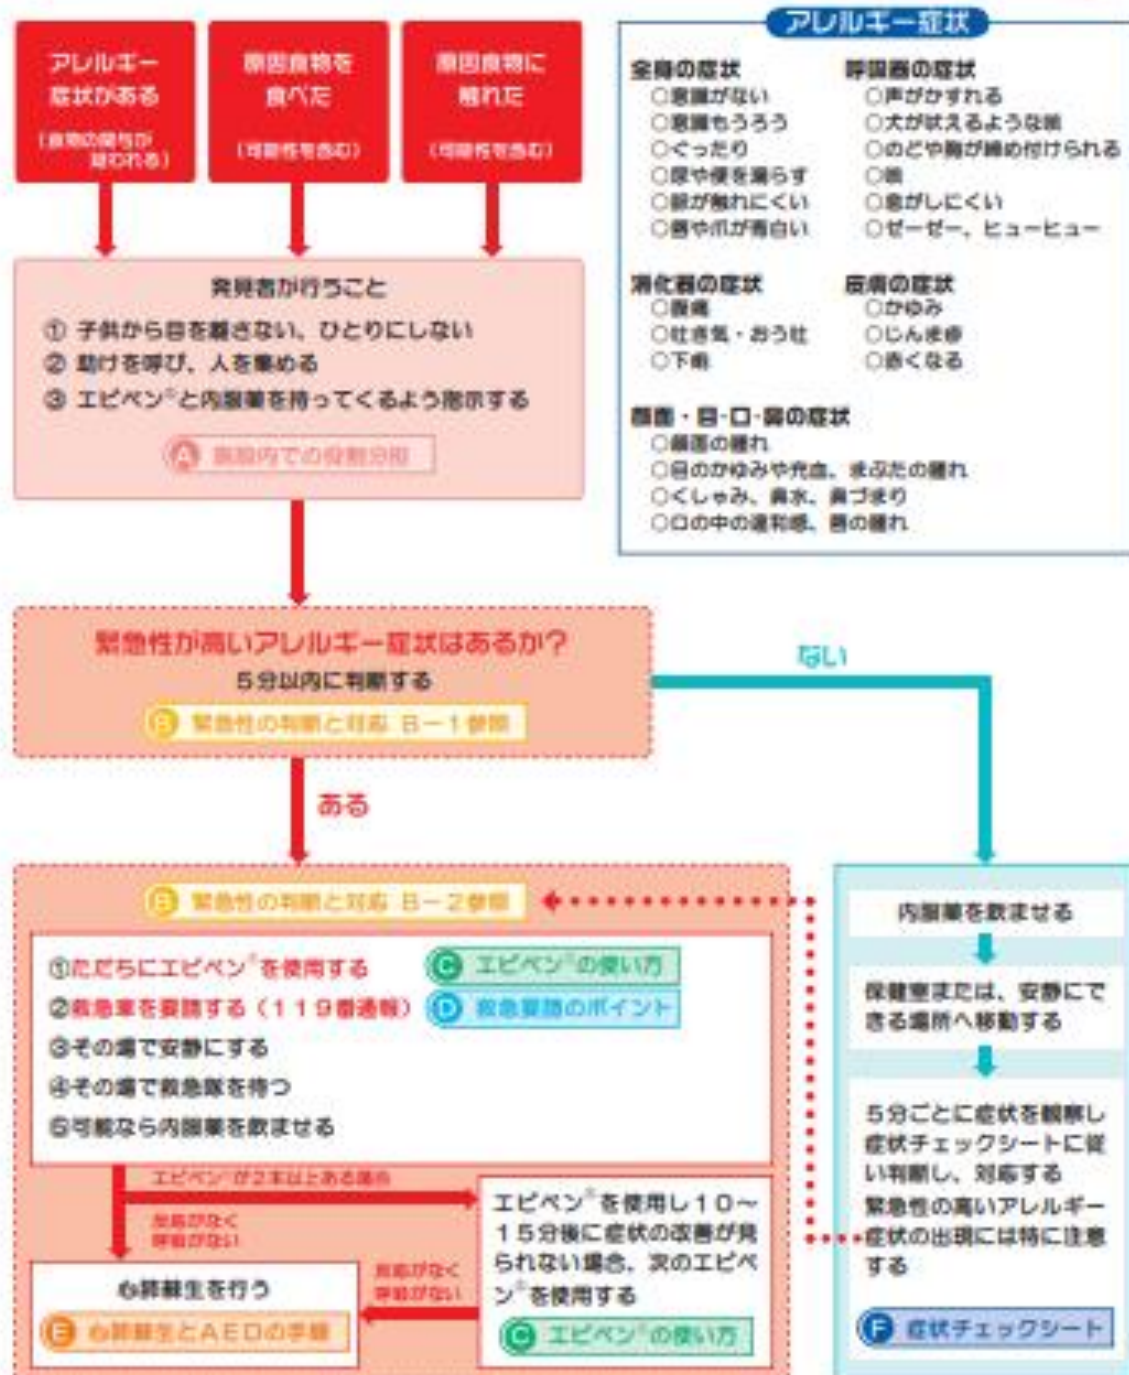 アレルギー
症状がある
(食物の関与が
疑われる)
原因食物を
食べた
(可能性を含む)
原因食物に
触れた
(可能性を含む)
発見者が行うこと
① 子供から目を離さない、ひとりにしない
② 助けを呼び、人を集める
③ エピペン®と内服薬を持ってくるよう指示する
A 施設内での役割分担
アレルギー症状
全身の症状
○意識がない
○意識もうろう
○ぐったり
○尿や便を漏らす
○脈が触れにくい
○唇や爪が青白い
呼吸器の症状
○声がかすれる
○犬が吠えるような咳
○のどや胸が締め付けられる
○咳
○息がしにくい
○ゼーゼー、ヒューヒュー
消化器の症状
○腹痛
○吐き気・おう吐
○下痢
皮膚の症状
○かゆみ
○じんま疹
○赤くなる
顔面・目・口・鼻の症状
○顔面の腫れ
○目のかゆみや充血、まぶたの腫れ
○くしゃみ、鼻水、鼻づまり
○口の中の違和感、唇の腫れ
緊急性が高いアレルギー症状はあるか?
5分以内に判断する
B 緊急性の判断と対応 B-1参照
ない
ある
B 緊急性の判断と対応 B-2参照
①ただちにエピペン®を使用する
C エピペン®の使い方
②救急車を要請する(119番通報)
D 救急要請のポイント
③その場で安静にする
④その場で救急隊を待つ
⑤可能なら内服薬を飲ませる
エピペン®が2本以上ある場合
反応がなく
呼吸がない
エピペン®を使用し10~
15分後に症状の改善が見
られない場合、次のエピペ
ン®を使用する
C エピペン®の使い方
反応がなく
呼吸がない
心肺蘇生を行う
E 心肺蘇生とAEDの手順
内服薬を飲ませる
保健室または、安静にで
きる場所へ移動する
5分ごとに症状を観察し
症状チェックシートに従
い判断し、対応する
緊急性の高いアレルギー
症状の出現には特に注意
する
F 症状チェックシート